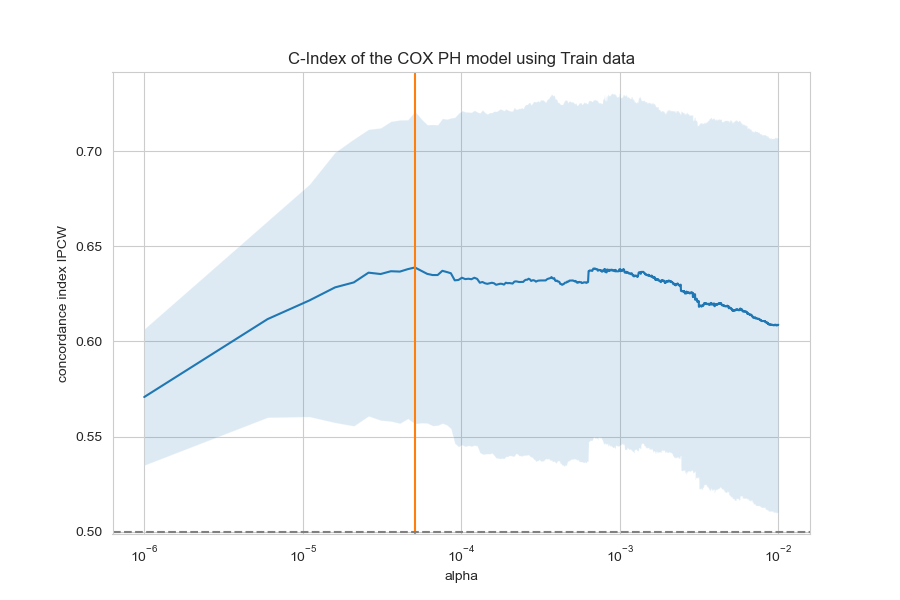 C-Index of the COX PH model using Train data
concordance index IPCW
0.70
0.65
0.60
0.55
0.50
10⁻⁶ 10⁻⁵ 10⁻⁴ 10⁻³ 10⁻²
alpha